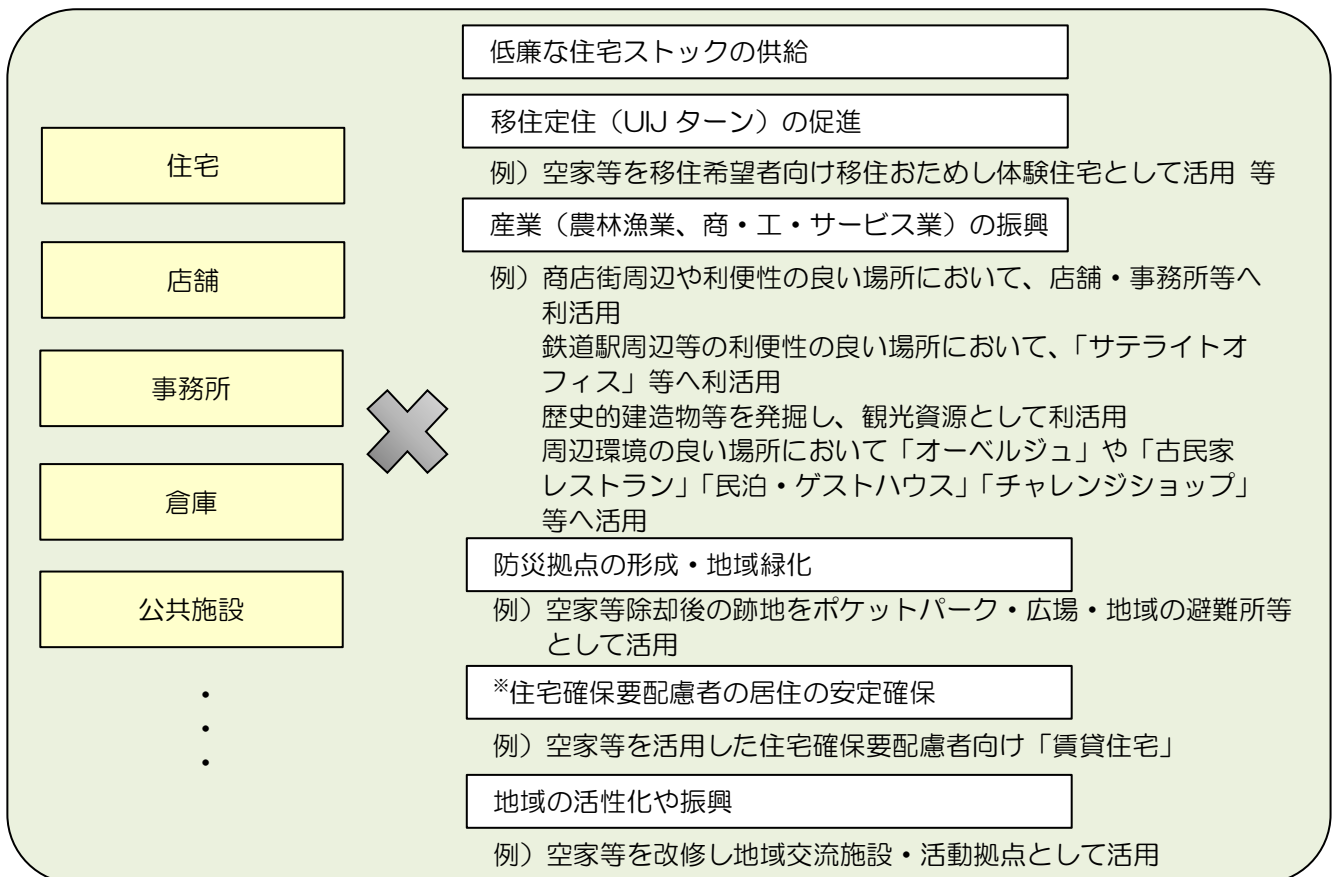 住宅
店舗
事務所
倉庫
公共施設
・
・
・
低廉な住宅ストックの供給
移住定住（UIJ ターン）の促進
例）空家等を移住希望者向け移住おためし体験住宅として活用 等
産業（農林漁業、商・工・サービス業）の振興
例）商店街周辺や利便性の良い場所において、店舗・事務所等へ
利活用
鉄道駅周辺等の利便性の良い場所において、「サテライトオ
フィス」等へ利活用
歴史的建造物等を発掘し、観光資源として利活用
周辺環境の良い場所において「オーベルジュ」や「古民家
レストラン」「民泊・ゲストハウス」「チャレンジショップ」
等へ活用
防災拠点の形成・地域緑化
例）空家等除却後の跡地をポケットパーク・広場・地域の避難所等
として活用
※住宅確保要配慮者の居住の安定確保
例）空家等を活用した住宅確保要配慮者向け「賃貸住宅」
地域の活性化や振興
例）空家等を改修し地域交流施設・活動拠点として活用